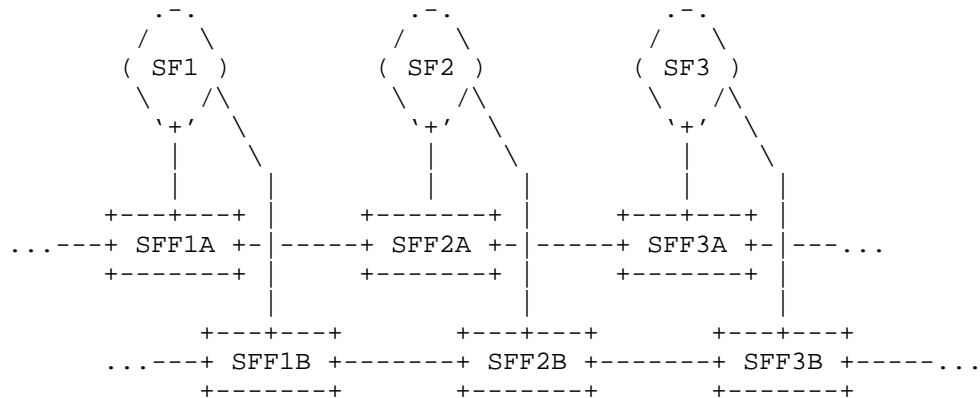 SF1 SF2 SF3
... SFF1A SFF2A SFF3A ...
... SFF1B SFF2B SFF3B ...